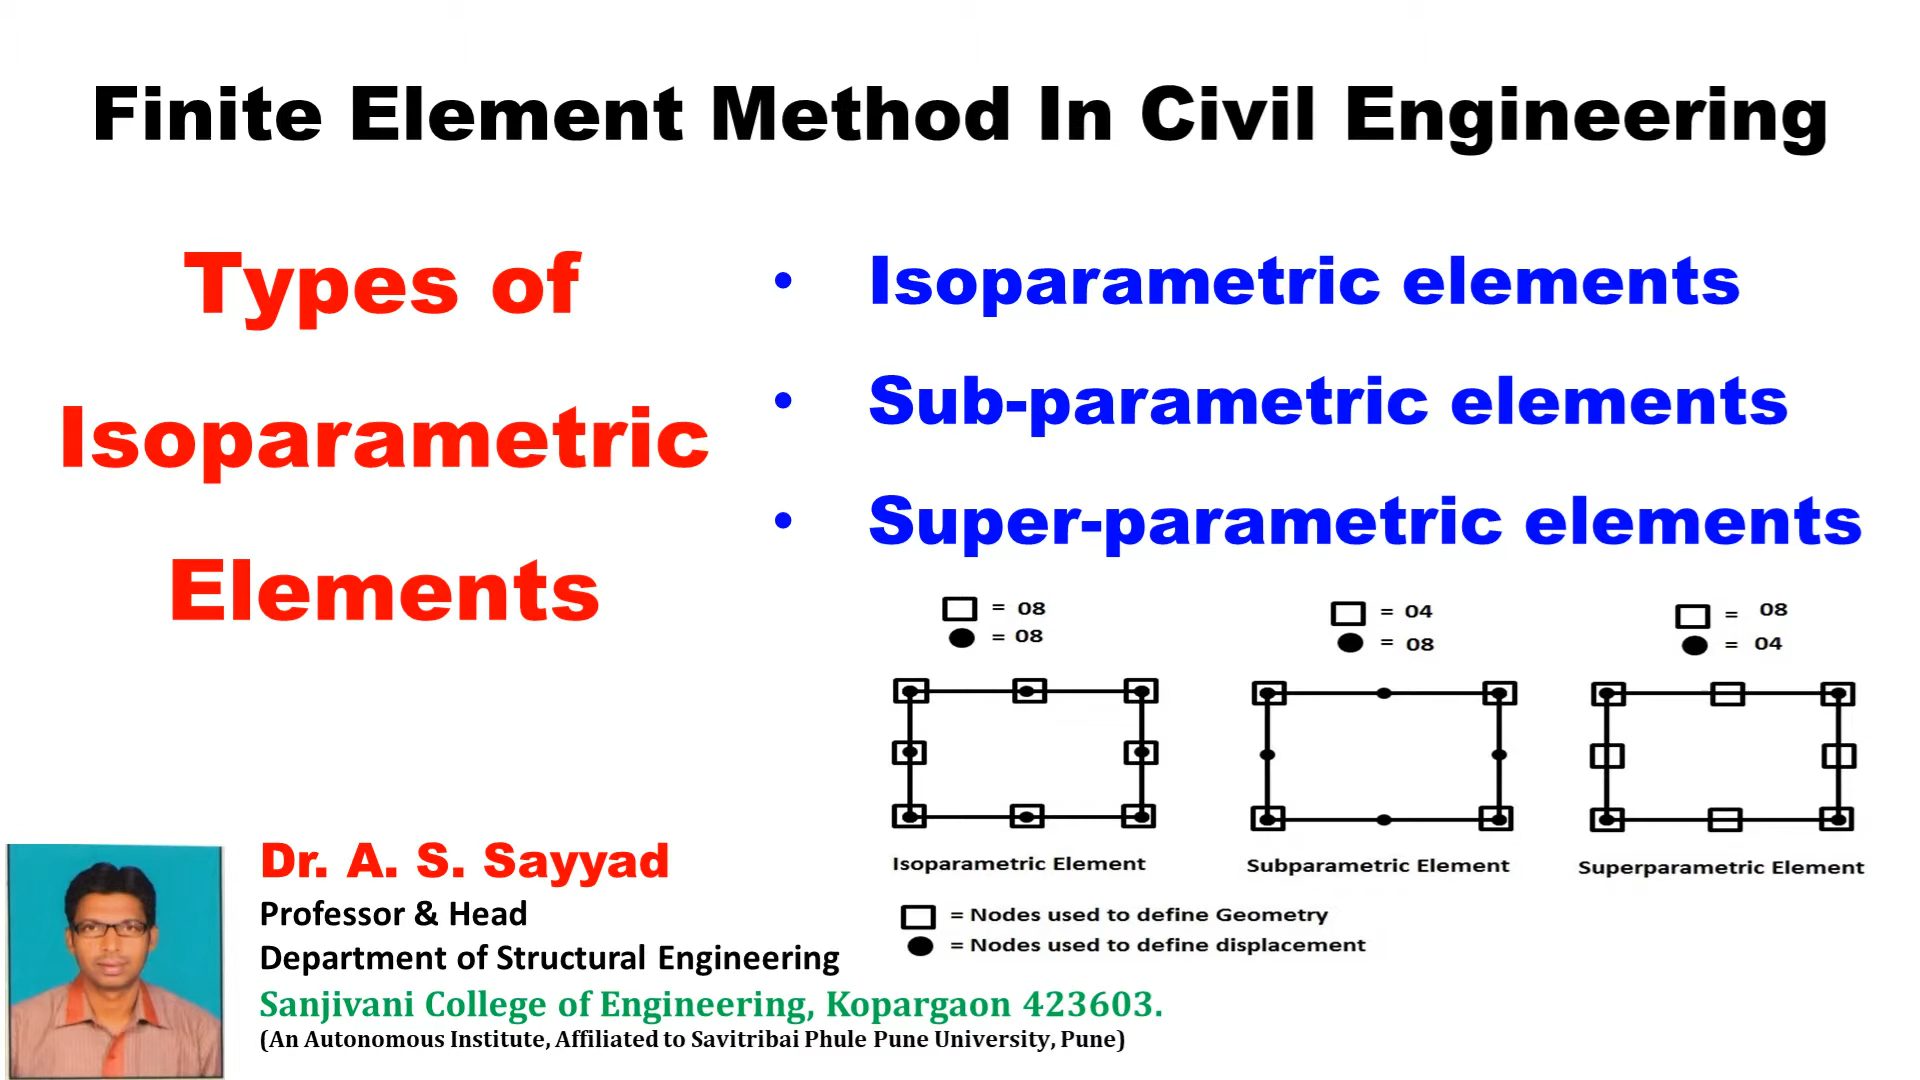 Finite Element Method In Civil Engineering
Types of
Isoparametric
Elements
• Isoparametric elements
• Sub-parametric elements
• Super-parametric elements
= 08
= 08
= 04
= 08
= 08
= 04
Isoparametric Element
Subparametric Element
Superparametric Element
= Nodes used to define Geometry
= Nodes used to define displacement
Dr. A. S. Sayyad
Professor & Head
Department of Structural Engineering
Sanjivani College of Engineering, Kopargaon 423603.
(An Autonomous Institute, Affiliated to Savitribai Phule Pune University, Pune)